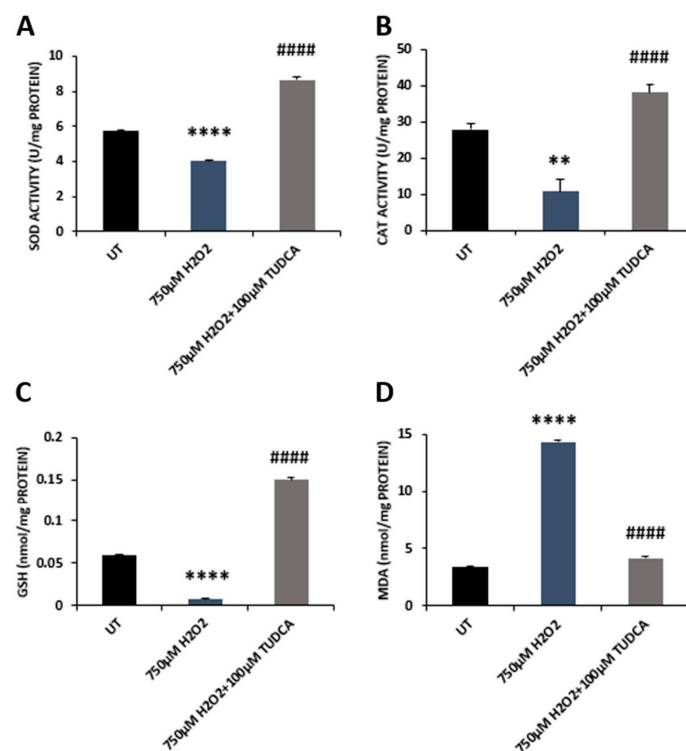 A
SOD ACTIVITY (U/mg PROTEIN)
10
8
6
4
2
0
****
####
UT
750µM H2O2
750µM H2O2+100µM TUDCA
B
CAT ACTIVITY (U/mg PROTEIN)
50
40
30
20
10
0
**
####
UT
750µM H2O2
750µM H2O2+100µM TUDCA
C
GSH (nmol/mg PROTEIN)
0.2
0.15
0.1
0.05
0
****
####
UT
750µM H2O2
750µM H2O2+100µM TUDCA
D
MDA (nmol/mg PROTEIN)
15
10
5
0
****
####
UT
750µM H2O2
750µM H2O2+100µM TUDCA